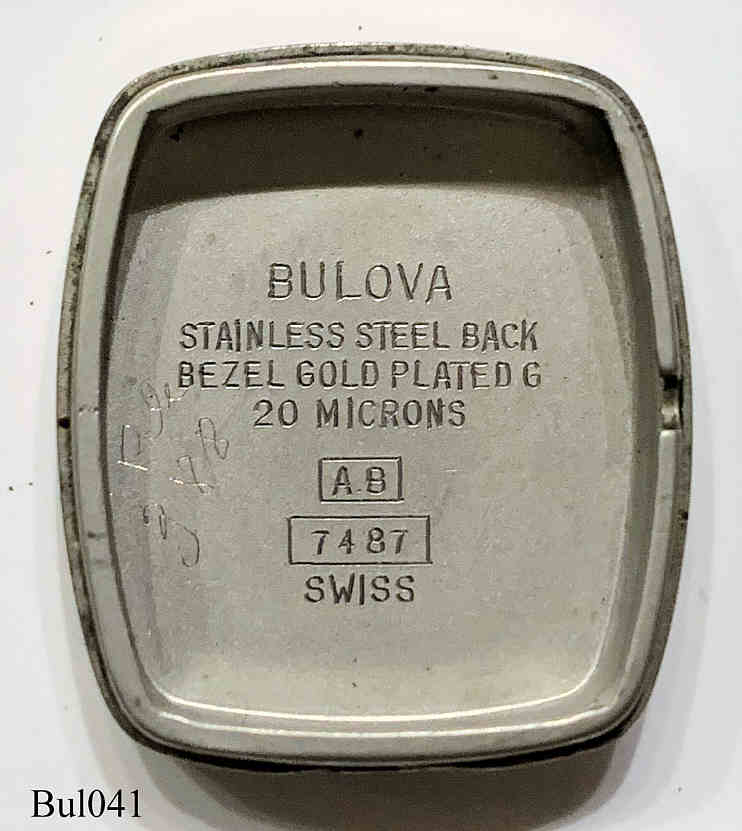 BULOVA
STAINLESS STEEL BACK
BEZEL GOLD PLATED G
20 MICRONS
A.B
7487
SWISS
Bul041